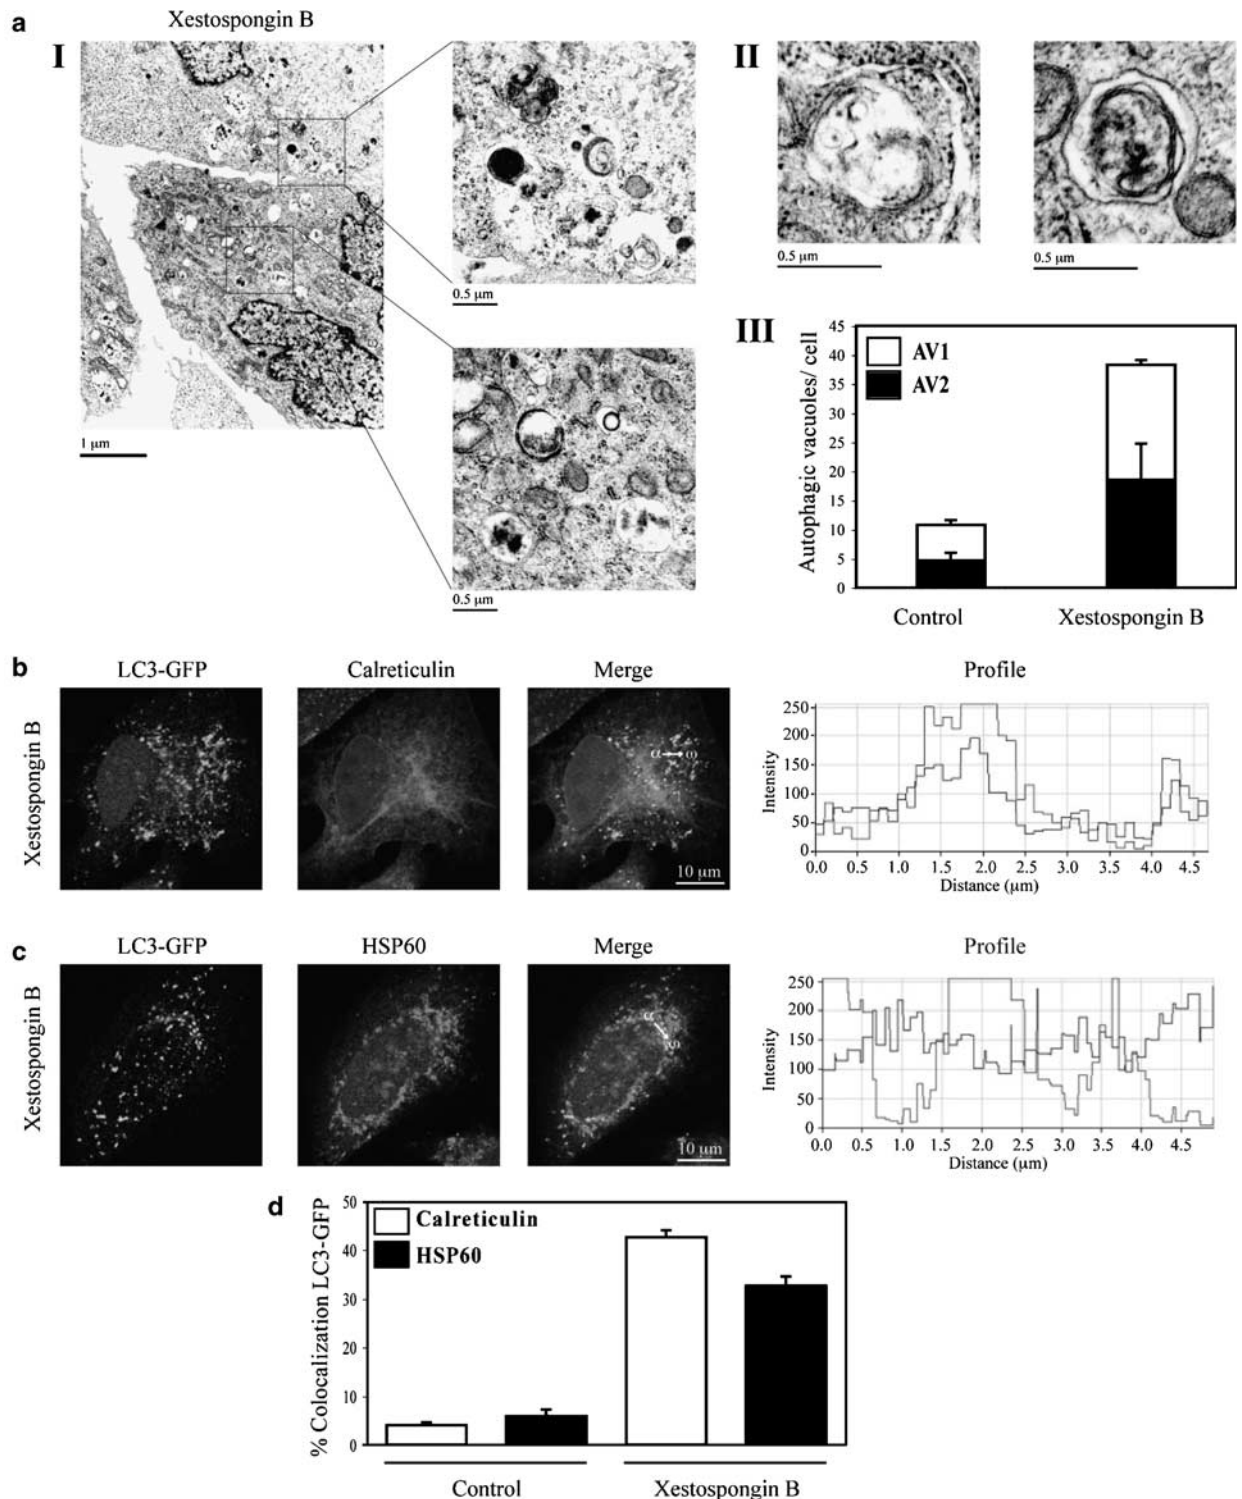 a
Xestospongin B
I
1 µm
0.5 µm
0.5 µm
II
0.5 µm
0.5 µm
III
AV1
AV2
Autophagic vacuoles/ cell
45
40
35
30
25
20
15
10
5
0
Control
Xestospongin B
b
LC3-GFP
Calreticulin
Merge
Profile
Xestospongin B
α
ω
10 µm
Intensity
250
200
150
100
50
0
0.0 0.5 1.0 1.5 2.0 2.5 3.0 3.5 4.0 4.5
Distance (µm)
c
LC3-GFP
HSP60
Merge
Profile
Xestospongin B
α
10 µm
Intensity
250
200
150
100
50
0
0.0 0.5 1.0 1.5 2.0 2.5 3.0 3.5 4.0 4.5
Distance (µm)
d
Calreticulin
HSP60
% Colocalization LC3-GFP
50
40
30
20
10
0
Control
Xestospongin B